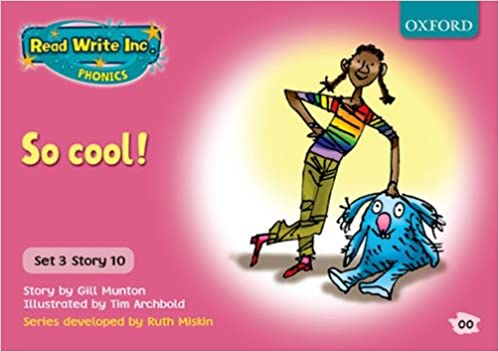 Read Write Inc.
PHONICS
OXFORD
So cool!
Set 3 Story 10
Story by Gill Munton
Illustrated by Tim Archbold
Series developed by Ruth Miskin
oo